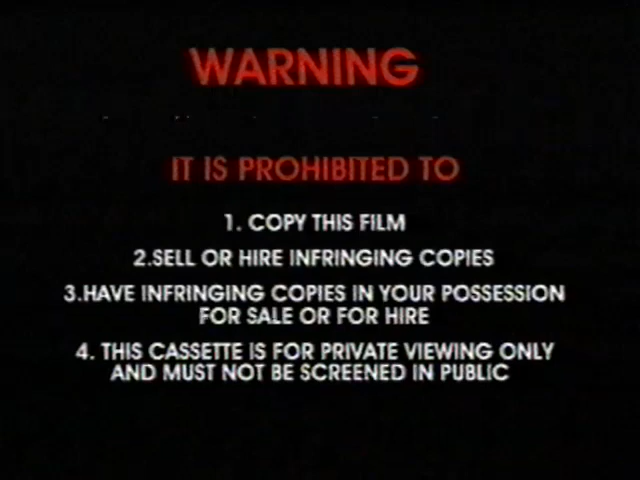 WARNING
IT IS PROHIBITED TO
1. COPY THIS FILM
2.SELL OR HIRE INFRINGING COPIES
3.HAVE INFRINGING COPIES IN YOUR POSSESSION
FOR SALE OR FOR HIRE
4. THIS CASSETTE IS FOR PRIVATE VIEWING ONLY
AND MUST NOT BE SCREENED IN PUBLIC